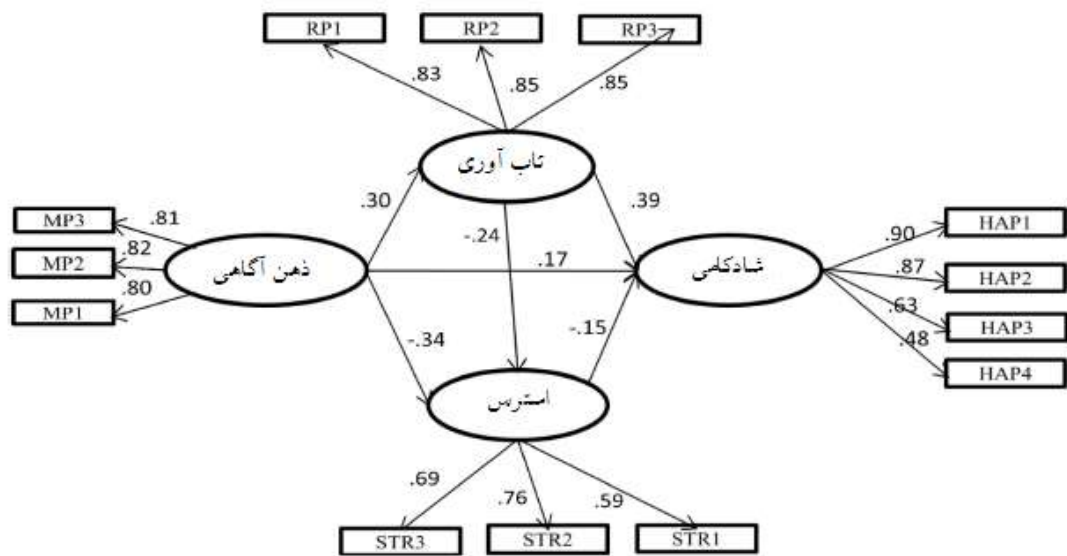 RP1
RP2
RP3
.83
.85
.85
تاب آوری
.30
.39
-.24
MP3
.81
MP2
.82
MP1
.80
ذهن آگاهی
.17
شادکامی
.90
HAP1
.87
HAP2
.63
HAP3
.48
HAP4
-.34
-.15
استرس
.69
.76
.59
STR3
STR2
STR1